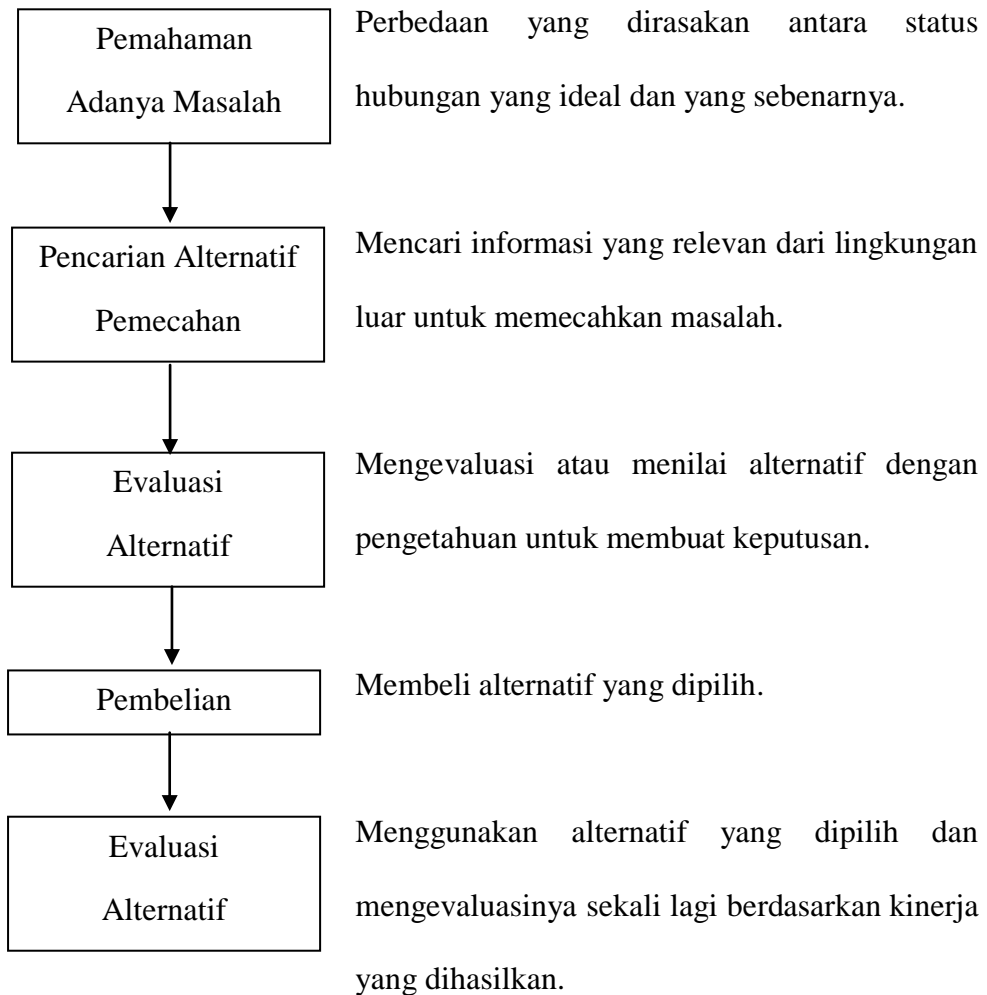 Pemahaman
Adanya Masalah
Perbedaan yang dirasakan antara status
hubungan yang ideal dan yang sebenarnya.
Pencarian Alternatif
Pemecahan
Mencari informasi yang relevan dari lingkungan
luar untuk memecahkan masalah.
Evaluasi
Alternatif
Mengevaluasi atau menilai alternatif dengan
pengetahuan untuk membuat keputusan.
Pembelian
Membeli alternatif yang dipilih.
Evaluasi
Alternatif
Menggunakan alternatif yang dipilih dan
mengevaluasinya sekali lagi berdasarkan kinerja
yang dihasilkan.